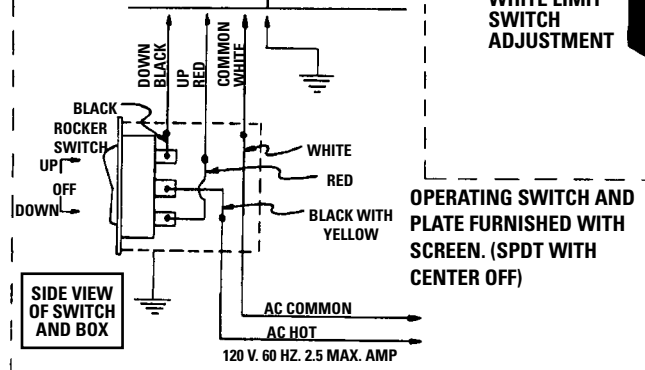 WHITE LIMIT
SWITCH
ADJUSTMENT
DOWN
BLACK
UP
RED
COMMON
WHITE
BLACK
ROCKER
SWITCH
UP
OFF
DOWN
WHITE
RED
BLACK WITH
YELLOW
OPERATING SWITCH AND
PLATE FURNISHED WITH
SCREEN. (SPDT WITH
CENTER OFF)
SIDE VIEW
OF SWITCH
AND BOX
AC COMMON
AC HOT
120 V. 60 HZ. 2.5 MAX. AMP